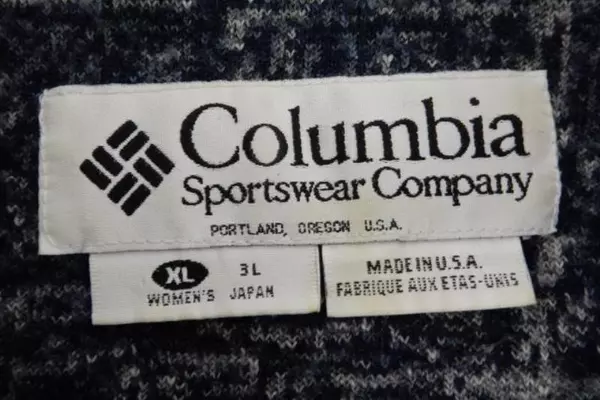 Columbia
Sportswear Company
PORTLAND, OREGON U.S.A.
XL 3L
WOMEN'S JAPAN
MADE IN U.S.A.
FABRIQUE AUX ETAS-UNIS